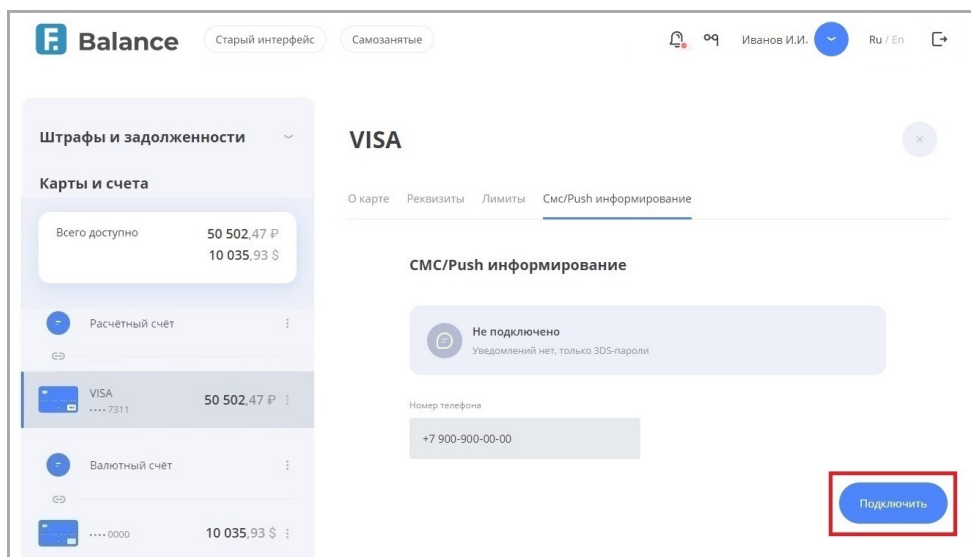 F. Balance
Старый интерфейс
Самозанятые
Иванов И.И.
Ru / En
Штрафы и задолженности
Карты и счета
Всего доступно
50 502,47 ₽
10 035,93 $
Расчётный счёт
VISA
•••• 7311
50 502,47 ₽
Валютный счёт
•••• 0000
10 035,93 $
VISA
О карте Реквизиты Лимиты Смс/Push информирование
СМС/Push информирование
Не подключено
Уведомлений нет, только 3DS-пароли
Номер телефона
+7 900-900-00-00
Подключить